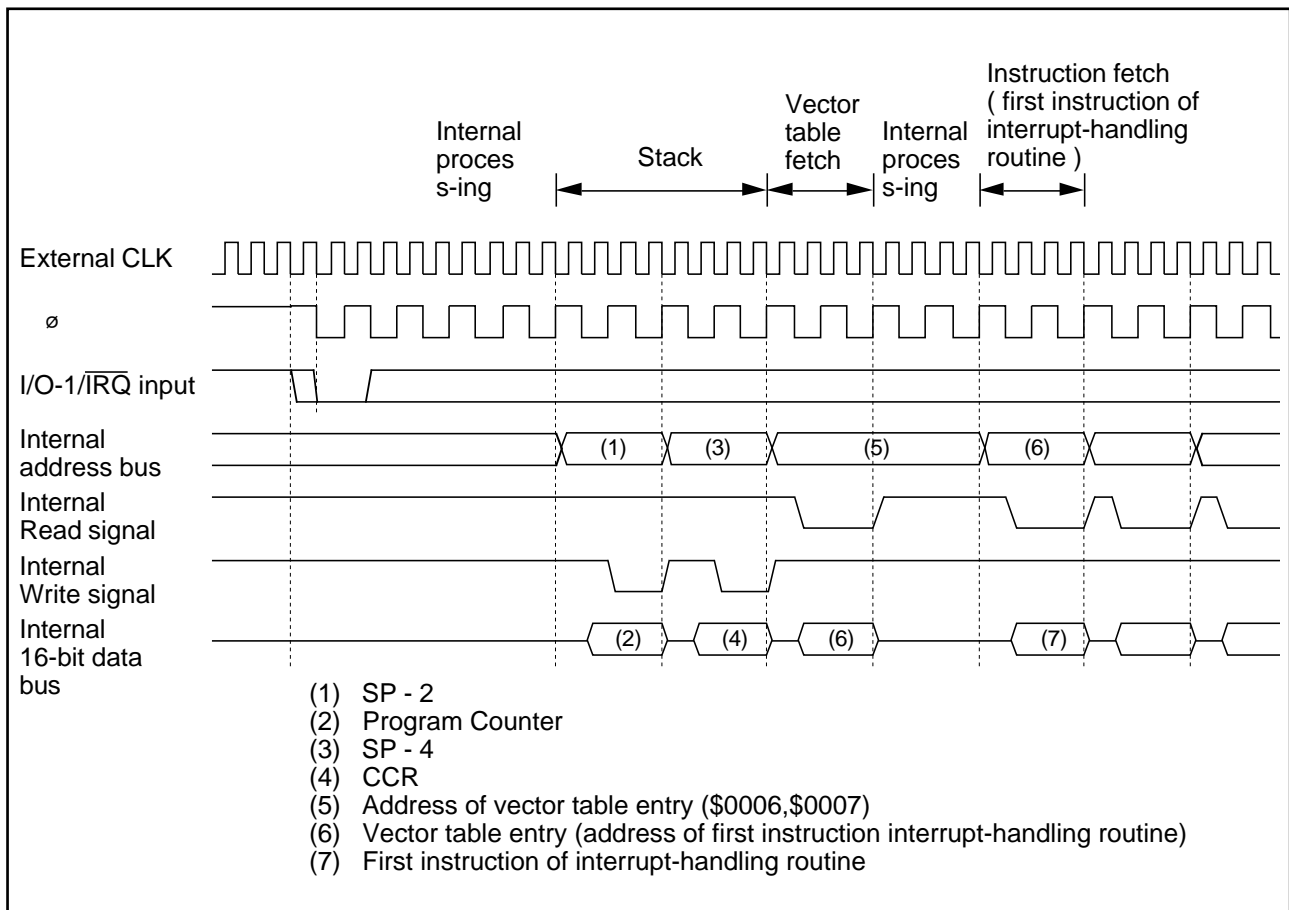 Internal
proces
s-ing
Stack
Vector
table
fetch
Internal
proces
s-ing
Instruction fetch
( first instruction of
interrupt-handling
routine )
External CLK
ø
I/O-1/IRQ input
Internal
address bus
(1)
(3)
(5)
(6)
Internal
Read signal
Internal
Write signal
Internal
16-bit data
bus
(2)
(4)
(6)
(7)
(1) SP - 2
(2) Program Counter
(3) SP - 4
(4) CCR
(5) Address of vector table entry ($0006,$0007)
(6) Vector table entry (address of first instruction interrupt-handling routine)
(7) First instruction of interrupt-handling routine